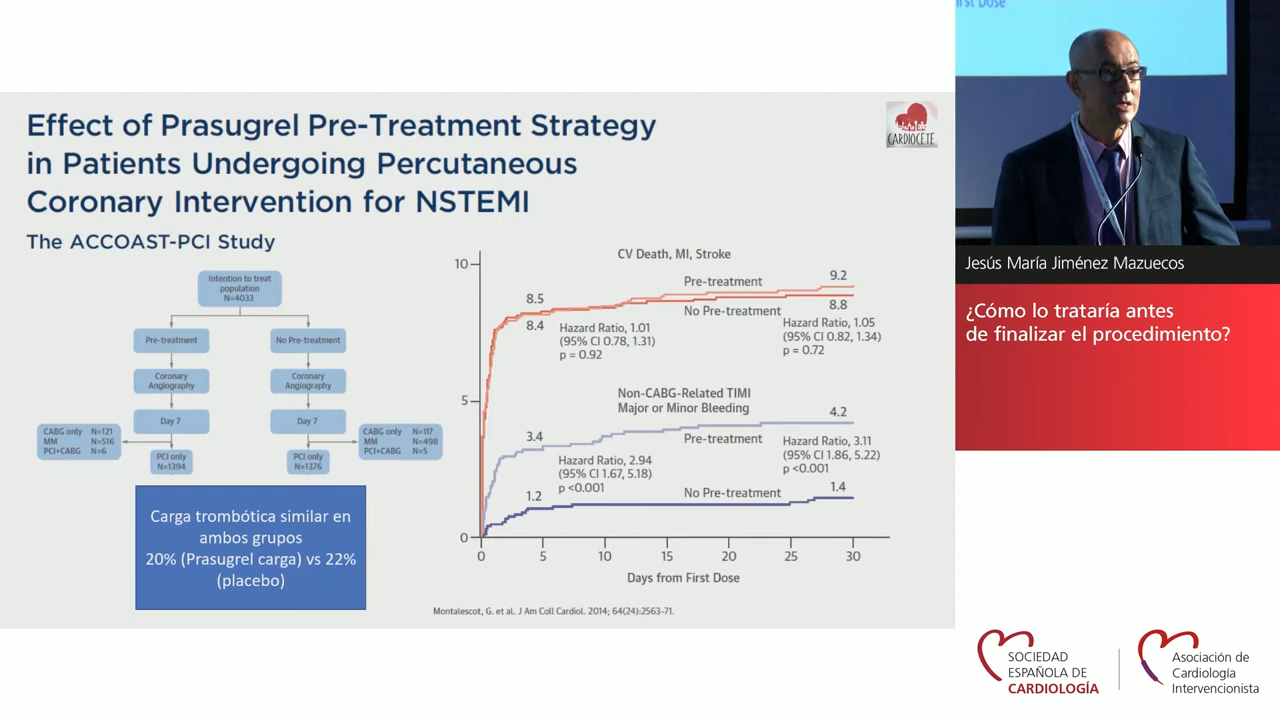 Effect of Prasugrel Pre-Treatment Strategy
in Patients Undergoing Percutaneous
Coronary Intervention for NSTEMI
The ACCOAST-PCI Study
CARDIOCETE
Intention to treat
population
N=4033
Pre-treatment
No Pre-treatment
Coronary
Angiography
Coronary
Angiography
Day 7
Day 7
CABG only N=121
MM N=516
PCI+CABG N=6
PCI only
N=1394
PCI only
N=1376
CABG only N=117
MM N=498
PCI+CABG N=5
Carga trombótica similar en
ambos grupos
20% (Prasugrel carga) vs 22%
(placebo)
CV Death, MI, Stroke
10
5
0
8.5
8.4
Pre-treatment
No Pre-treatment
9.2
8.8
Hazard Ratio, 1.01
(95% CI 0.78, 1.31)
p = 0.92
Hazard Ratio, 1.05
(95% CI 0.82, 1.34)
p = 0.72
Non-CABG-Related TIMI
Major or Minor Bleeding
3.4
Pre-treatment
4.2
Hazard Ratio, 2.94
(95% CI 1.67, 5.18)
p <0.001
Hazard Ratio, 3.11
(95% CI 1.86, 5.22)
p <0.001
1.2
No Pre-treatment
1.4
0 5 10 15 20 25 30
Days from First Dose
Montalescot, G. et al. J Am Coll Cardiol. 2014; 64(24):2563-71.
irst Dose
Jesús María Jiménez Mazuecos
¿Cómo lo trataría antes
de finalizar el procedimiento?
SOCIEDAD
ESPAÑOLA DE
CARDIOLOGÍA
Asociación de
Cardiología
Intervencionista